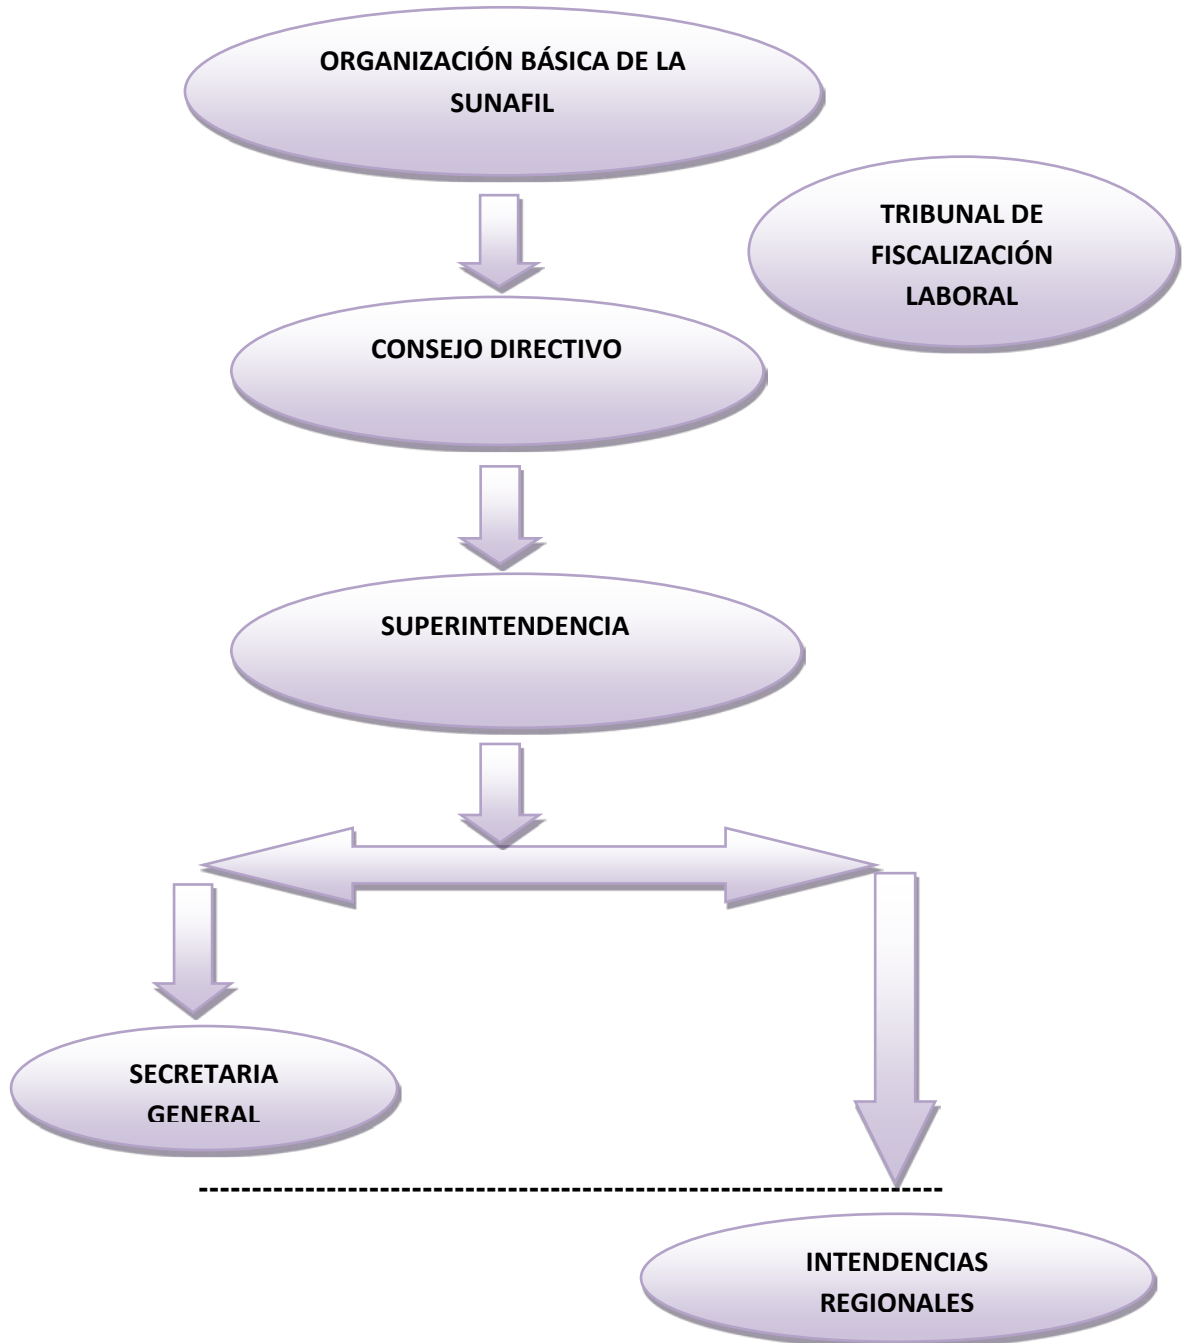 ORGANIZACIÓN BÁSICA DE LA
SUNAFIL
TRIBUNAL DE
FISCALIZACIÓN
LABORAL
CONSEJO DIRECTIVO
SUPERINTENDENCIA
SECRETARIA
GENERAL
INTENDENCIAS
REGIONALES